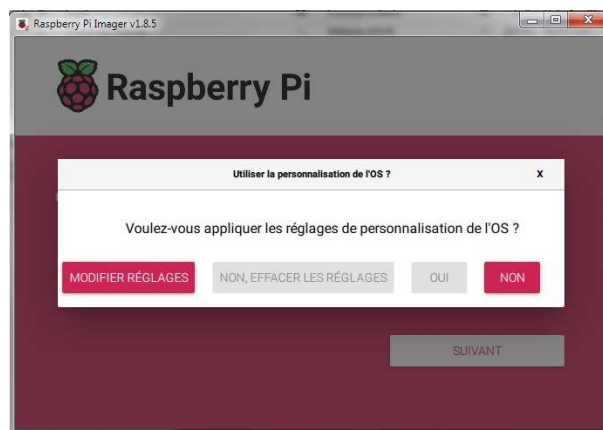 Raspberry Pi Imager v1.8.5
Raspberry Pi
Utiliser la personnalisation de l'OS ?
X
Voulez-vous appliquer les réglages de personnalisation de l'OS ?
MODIFIER RÉGLAGES
NON, EFFACER LES RÉGLAGES
OUI
NON
SUIVANT